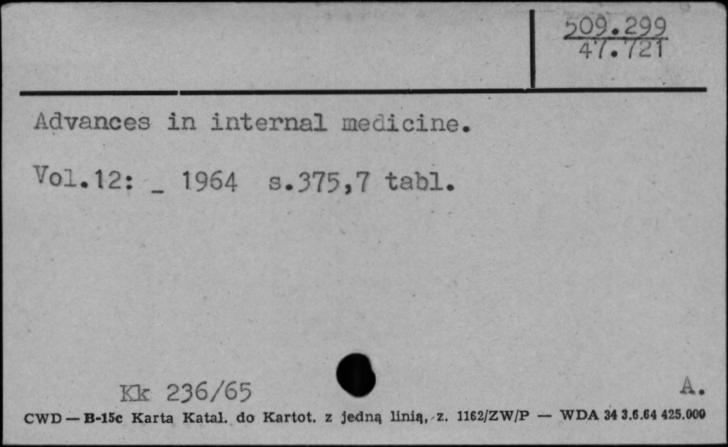 509.299
47.721
Advances in internal medicine.
Vol.12: _ 1964 s.375,7 tabl.
Kk 236/65 A.
CWD — B-15c Karta Katal. do Kartot. z jedną linią, z. 1162/ZW/P — WDA 34 3.6.64 425.000